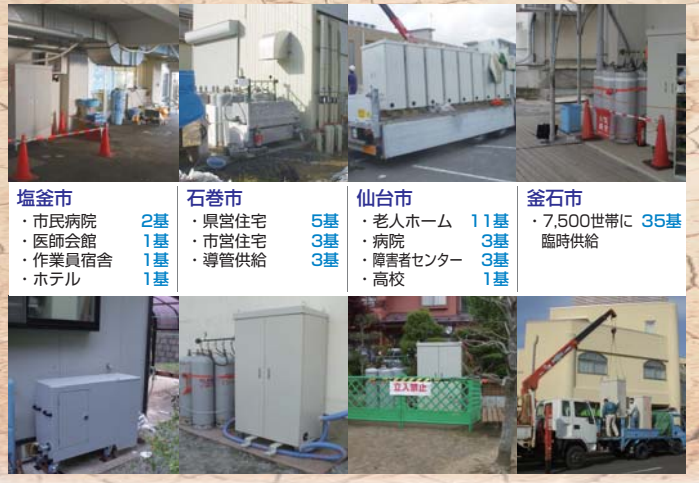 塩釜市
・市民病院 2基
・医師会館 1基
・作業員宿舎 1基
・ホテル 1基
石巻市
・県営住宅 5基
・市営住宅 3基
・導管供給 3基
仙台市
・老人ホーム 11基
・病院 3基
・障害者センター 3基
・高校 1基
釜石市
・7,500世帯に 35基
臨時供給
立入禁止